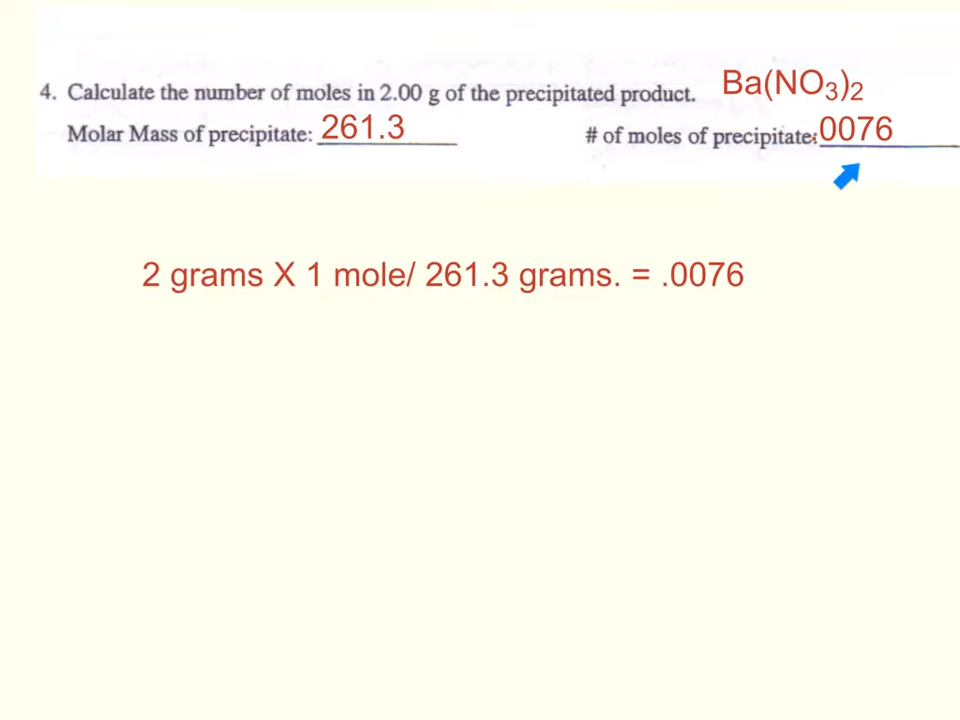 4. Calculate the number of moles in 2.00 g of the precipitated product. Ba(NO3)2
Molar Mass of precipitate: 261.3 # of moles of precipitate: .0076
2 grams X 1 mole/ 261.3 grams. = .0076